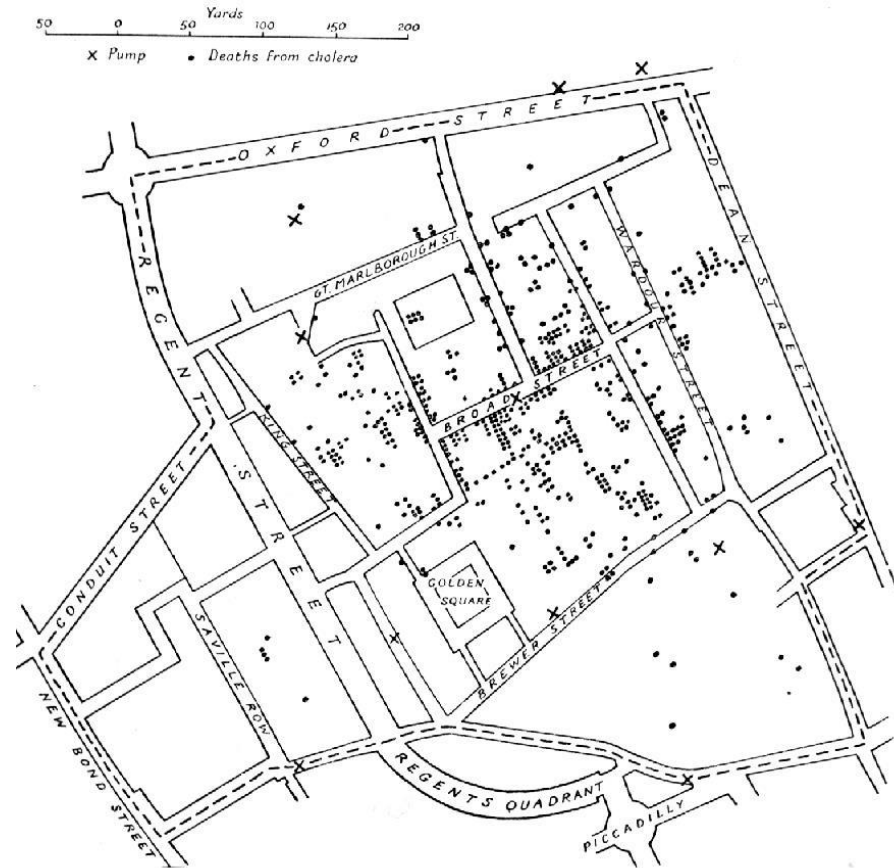 Yards
50 0 50 100 150 200
× Pump • Deaths from cholera
OXFORD STREET
DEAN STREET
REGENT STREET
WARDOUR STREET
GT. MARLBOROUGH ST.
BROAD STREET
KING STREET
CONDUIT STREET
GOLDEN
SQUARE
SAVILLE ROW
BREWER STREET
NEW BOND STREET
REGENTS QUADRANT
PICCADILLY